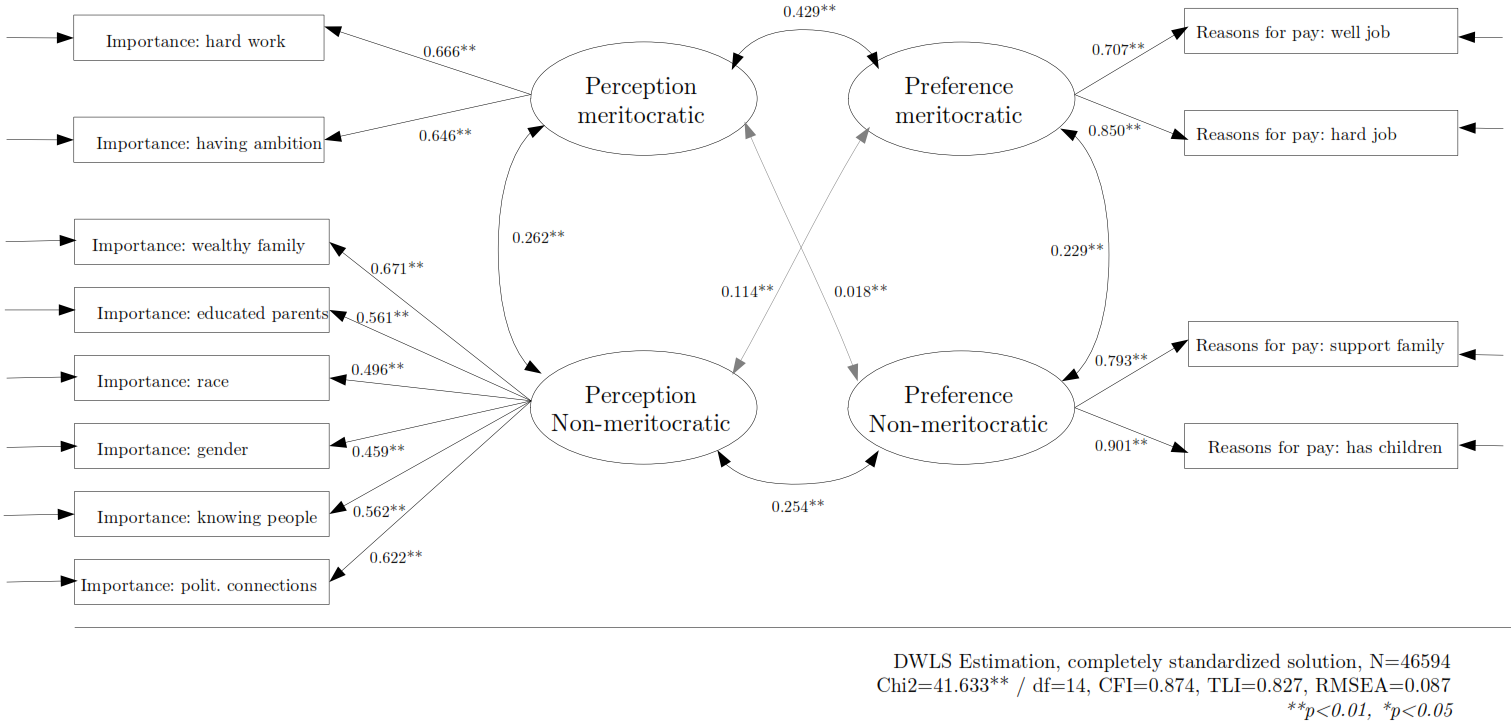 0.429**
Importance: hard work
0.666**
Perception
meritocratic
Preference
meritocratic
0.707**
Reasons for pay: well job
Importance: having ambition
0.646**
0.850**
Reasons for pay: hard job
Importance: wealthy family
0.671**
0.262**
0.229**
Importance: educated parents
0.561**
0.114**
0.018**
Importance: race
0.496**
Perception
Non-meritocratic
Preference
Non-meritocratic
0.793**
Reasons for pay: support family
Importance: gender
0.459**
0.901**
Reasons for pay: has children
Importance: knowing people
0.562**
0.254**
Importance: polit. connections
0.622**
DWLS Estimation, completely standardized solution, N=46594
Chi2=41.633** / df=14, CFI=0.874, TLI=0.827, RMSEA=0.087
**p<0.01, *p<0.05